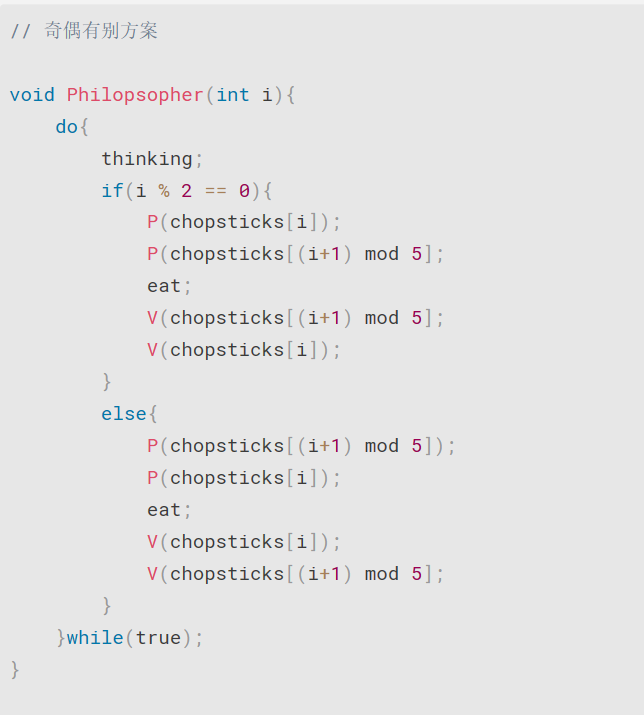 // 奇偶有别方案
void Philopsopher(int i){
do{
thinking;
if(i % 2 == 0){
P(chopsticks[i]);
P(chopsticks[(i+1) mod 5];
eat;
V(chopsticks[(i+1) mod 5];
V(chopsticks[i]);
}
else{
P(chopsticks[(i+1) mod 5]);
P(chopsticks[i]);
eat;
V(chopsticks[i]);
V(chopsticks[(i+1) mod 5];
}
}while(true);
}